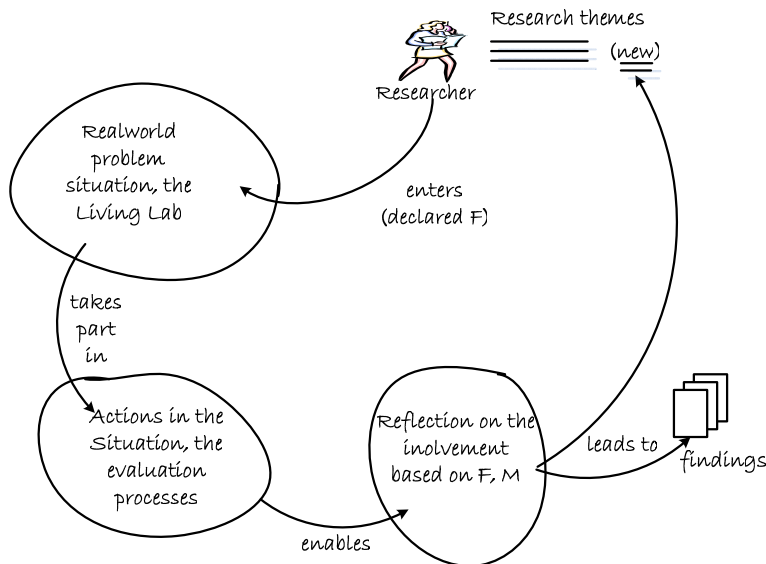 Research themes
(new)
Researcher
Realworld
problem
situation, the
Living Lab
enters
(declared F)
takes
part
in
Actions in the
Situation, the
evaluation
processes
Reflection on the
inolvement
based on F, M
leads to
findings
enables